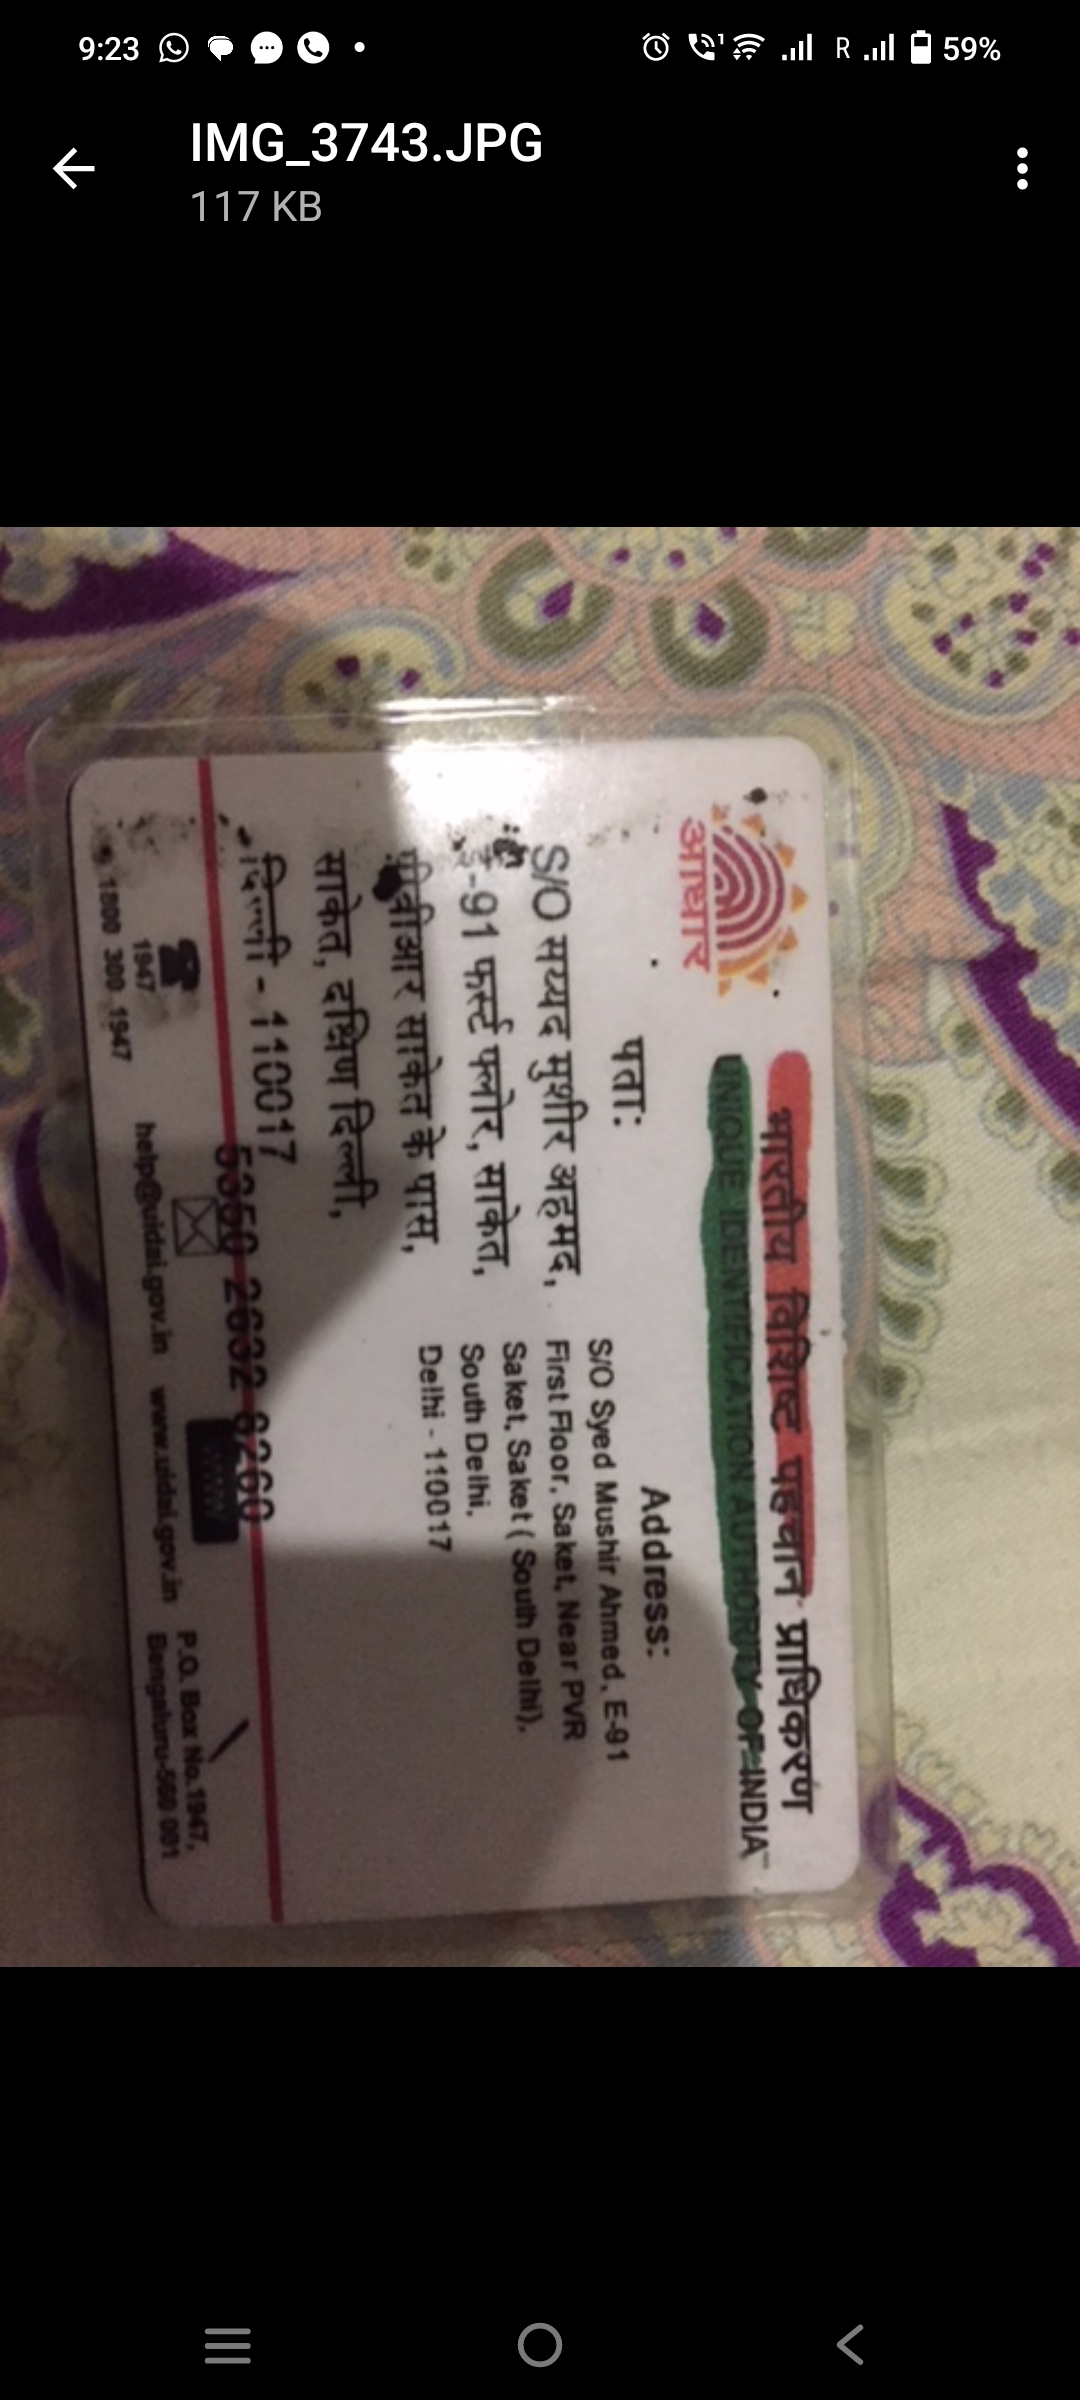 9:23
1
R
59%
IMG_3743.JPG
117 KB
भारतीय विशिष्ट पहचान प्राधिकरण
UNIQUE IDENTIFICATION AUTHORITY OF INDIA
आधार
पता:
S/O सय्यद मुशीर अहमद,
ई-91 फर्स्ट फ्लोर, साकेत,
पीवीआर साकेत के पास,
साकेत, दक्षिण दिल्ली,
दिल्ली - 110017
Address:
S/O Syed Mushir Ahmed, E-91
First Floor, Saket, Near PVR
Saket, Saket ( South Delhi),
South Delhi,
Delhi - 110017
2632 8260
1947
1800 300 1947
help@uidai.gov.in
www
www.uidai.gov.in
P.O. Box No.1947,
Bengaluru-560 001